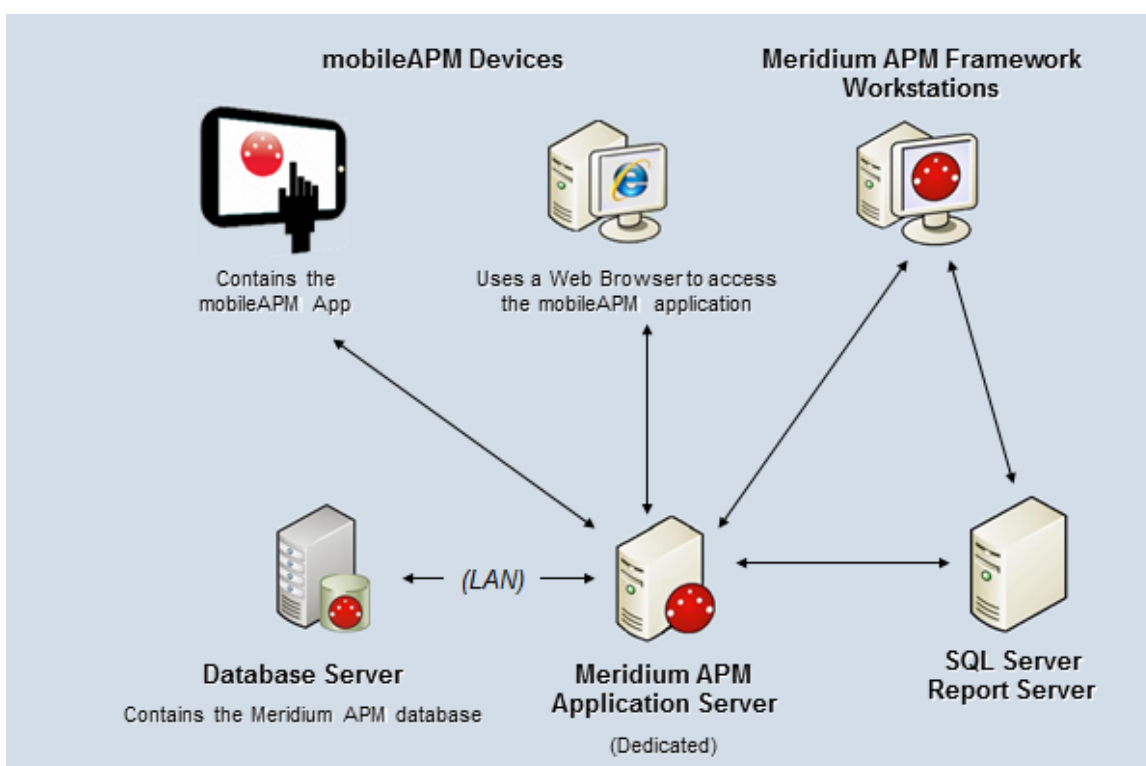 mobileAPM Devices
Meridium APM Framework
Workstations
Contains the
mobileAPM App
Uses a Web Browser to access
the mobileAPM application
(LAN)
Database Server
Contains the Meridium APM database
Meridium APM
Application Server
(Dedicated)
SQL Server
Report Server